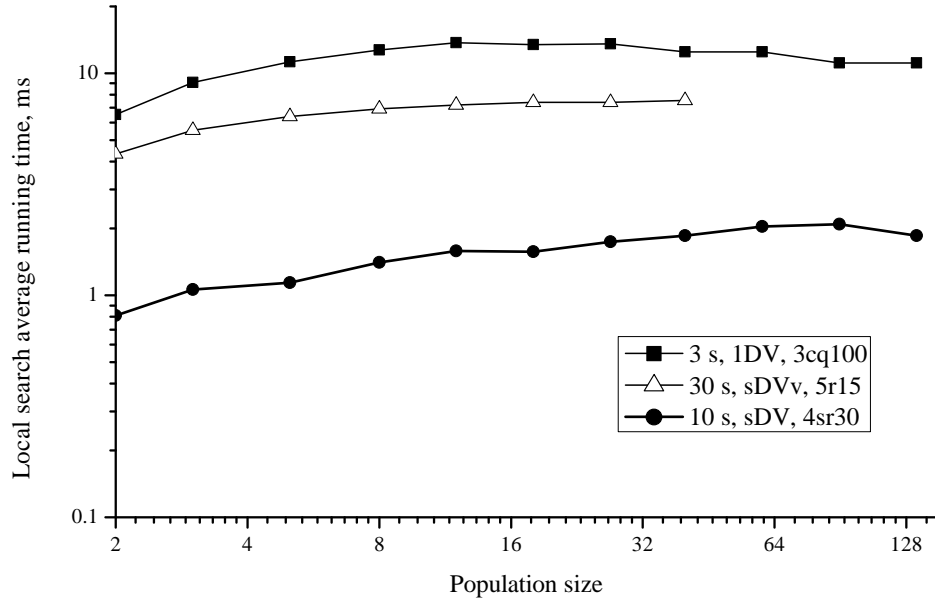 Local search average running time, ms
10
1
0.1
2 4 8 16 32 64 128
Population size
3 s, 1DV, 3cq100
30 s, sDVv, 5r15
10 s, sDV, 4sr30